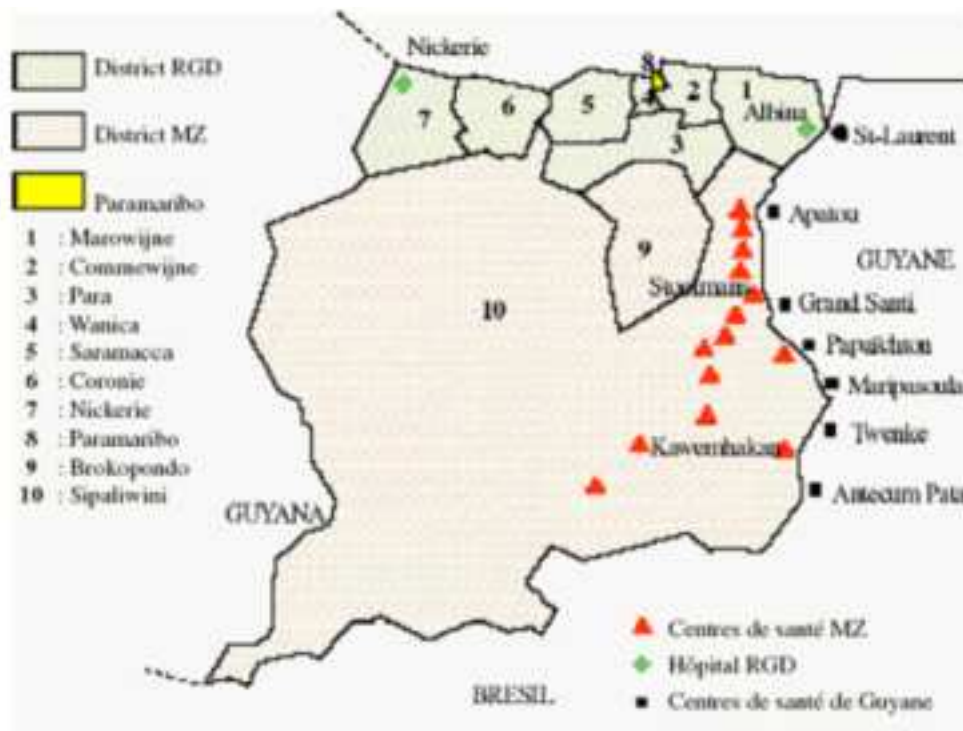 Nickerie
District RGD
District MZ
Paramaribo
1 : Marowijne
2 : Commewijne
3 : Para
4 : Wanica
5 : Saramacca
6 : Coronie
7 : Nickerie
8 : Paramaribo
9 : Brokopondo
10 : Sipaliwini
7
6
5
8
4
2
1
3
9
10
Albina
St-Laurent
Apatou
GUYANE
Stoelmain
Grand Santi
Papaïchton
Maripasoula
Twenke
Kawemhakan
Antecum Pata
GUYANA
BRESIL
Centres de santé MZ
Hôpital RGD
Centres de santé de Guyane